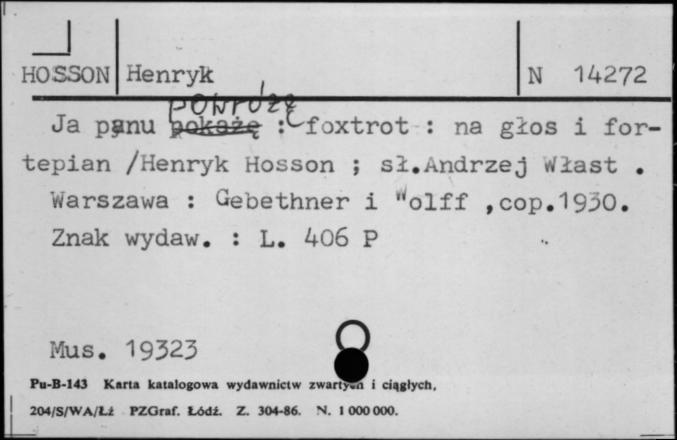 HOSSON Henryk N 14272
powróżę
Ja panu pokażę : foxtrot : na głos i for-
tepian /Henryk Hosson ; sł.Andrzej Włast .
Warszawa : Gebethner i Wolff ,cop.1930.
Znak wydaw. : L. 406 P
Mus. 19323
Pu-B-143 Karta katalogowa wydawnictw zwartych i ciągłych,
204/S/WA/Łż PZGraf. Łódź. Z. 304-86. N. 1 000 000.